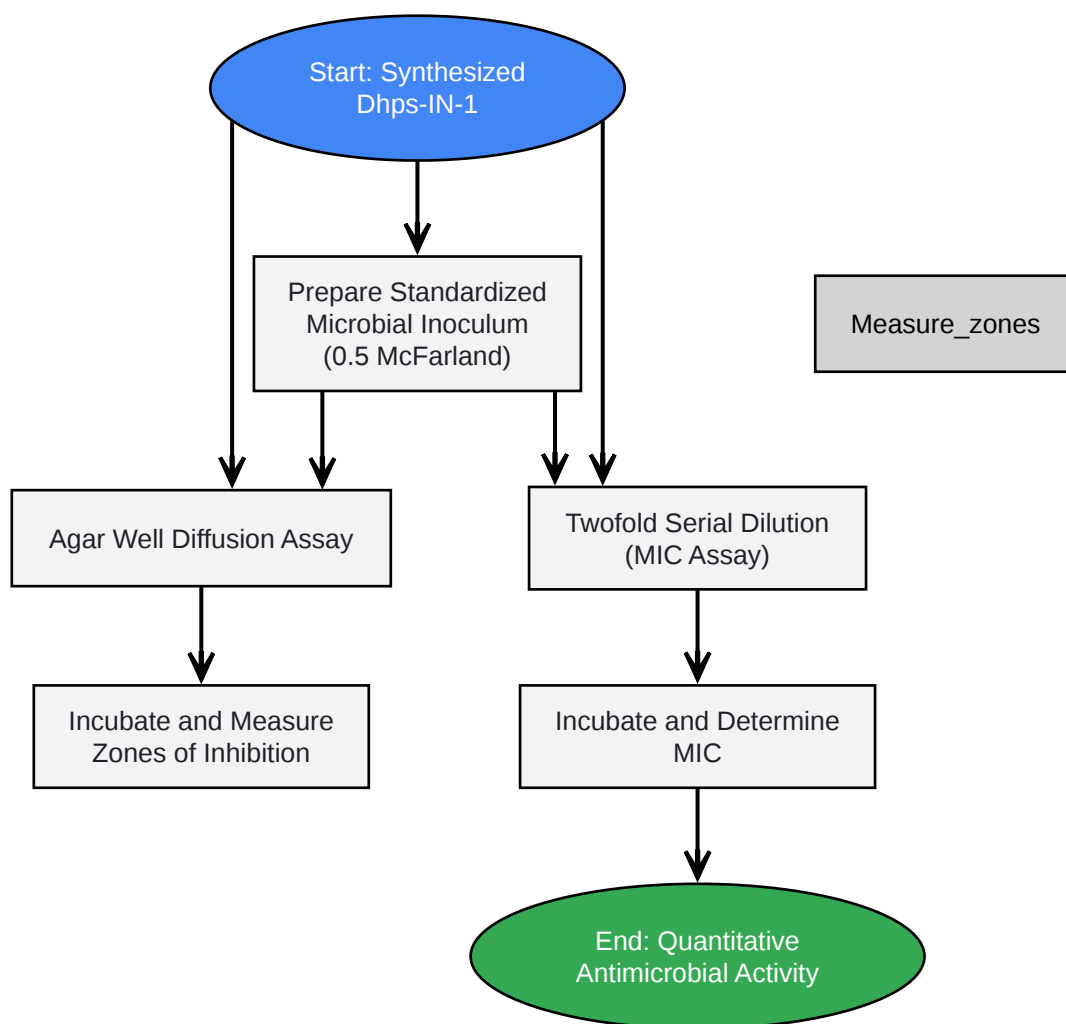 Start: Synthesized
Dhps-IN-1
Prepare Standardized
Microbial Inoculum
(0.5 McFarland)
Measure_zones
Agar Well Diffusion Assay
Twofold Serial Dilution
(MIC Assay)
Incubate and Measure
Zones of Inhibition
Incubate and Determine
MIC
End: Quantitative
Antimicrobial Activity